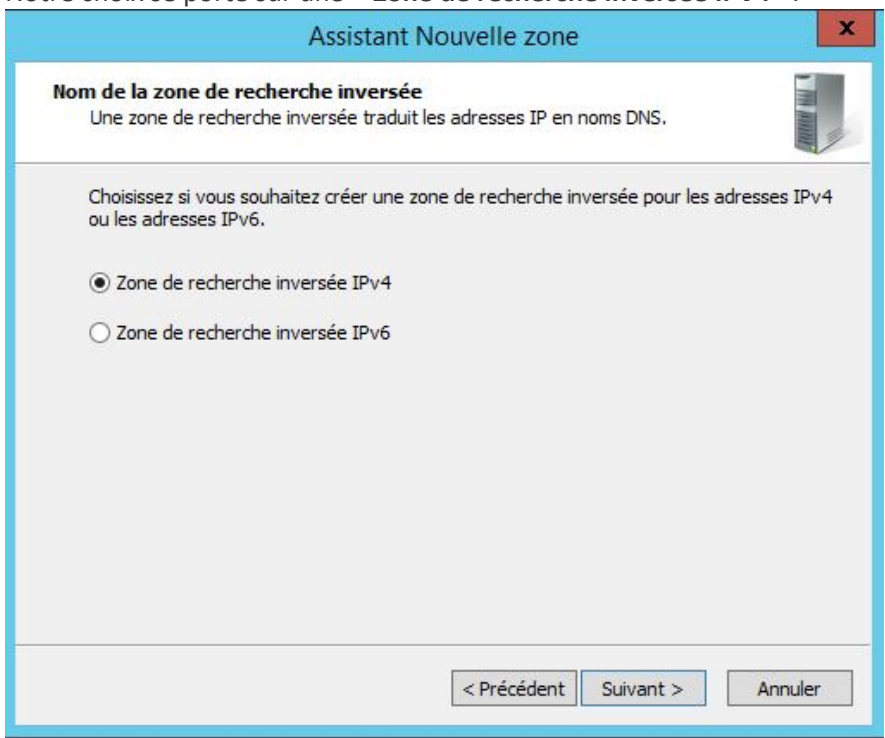 Assistant Nouvelle zone
x
Nom de la zone de recherche inversée
Une zone de recherche inversée traduit les adresses IP en noms DNS.
Choisissez si vous souhaitez créer une zone de recherche inversée pour les adresses IPv4
ou les adresses IPv6.
Zone de recherche inversée IPv4
Zone de recherche inversée IPv6
< Précédent Suivant > Annuler